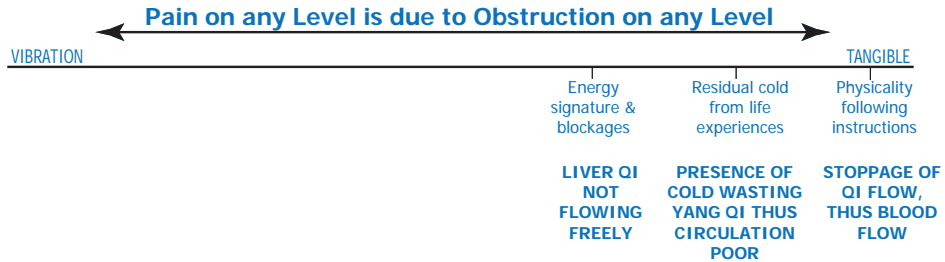 Pain on any Level is due to Obstruction on any Level
VIBRATION
TANGIBLE
Energy
signature &
blockages
Residual cold
from life
experiences
Physicality
following
instructions
LIVER QI
NOT
FLOWING
FREELY
PRESENCE OF
COLD WASTING
YANG QI THUS
CIRCULATION
POOR
STOPPAGE OF
QI FLOW,
THUS BLOOD
FLOW